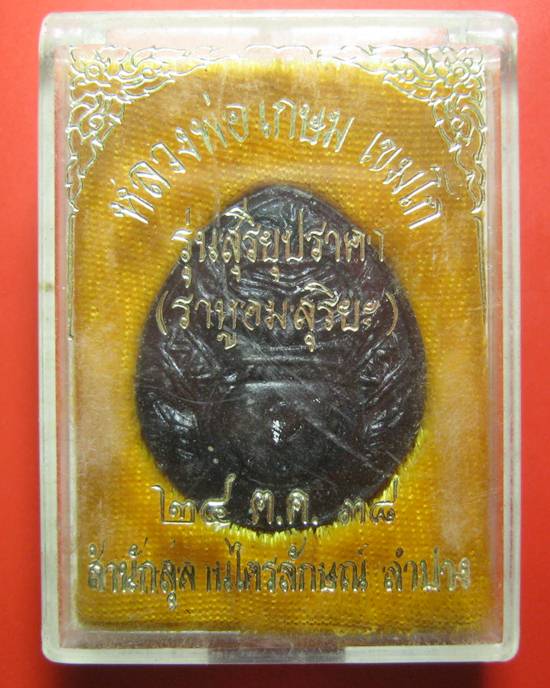 หลวงพ่อเกษม เขมโก
รุ่นสุริยุปราคา
(ราหูอมสุริยะ)
๒๔ ต.ค. ๓๘
สำนักสุสานไตรลักษณ์ ลำปาง